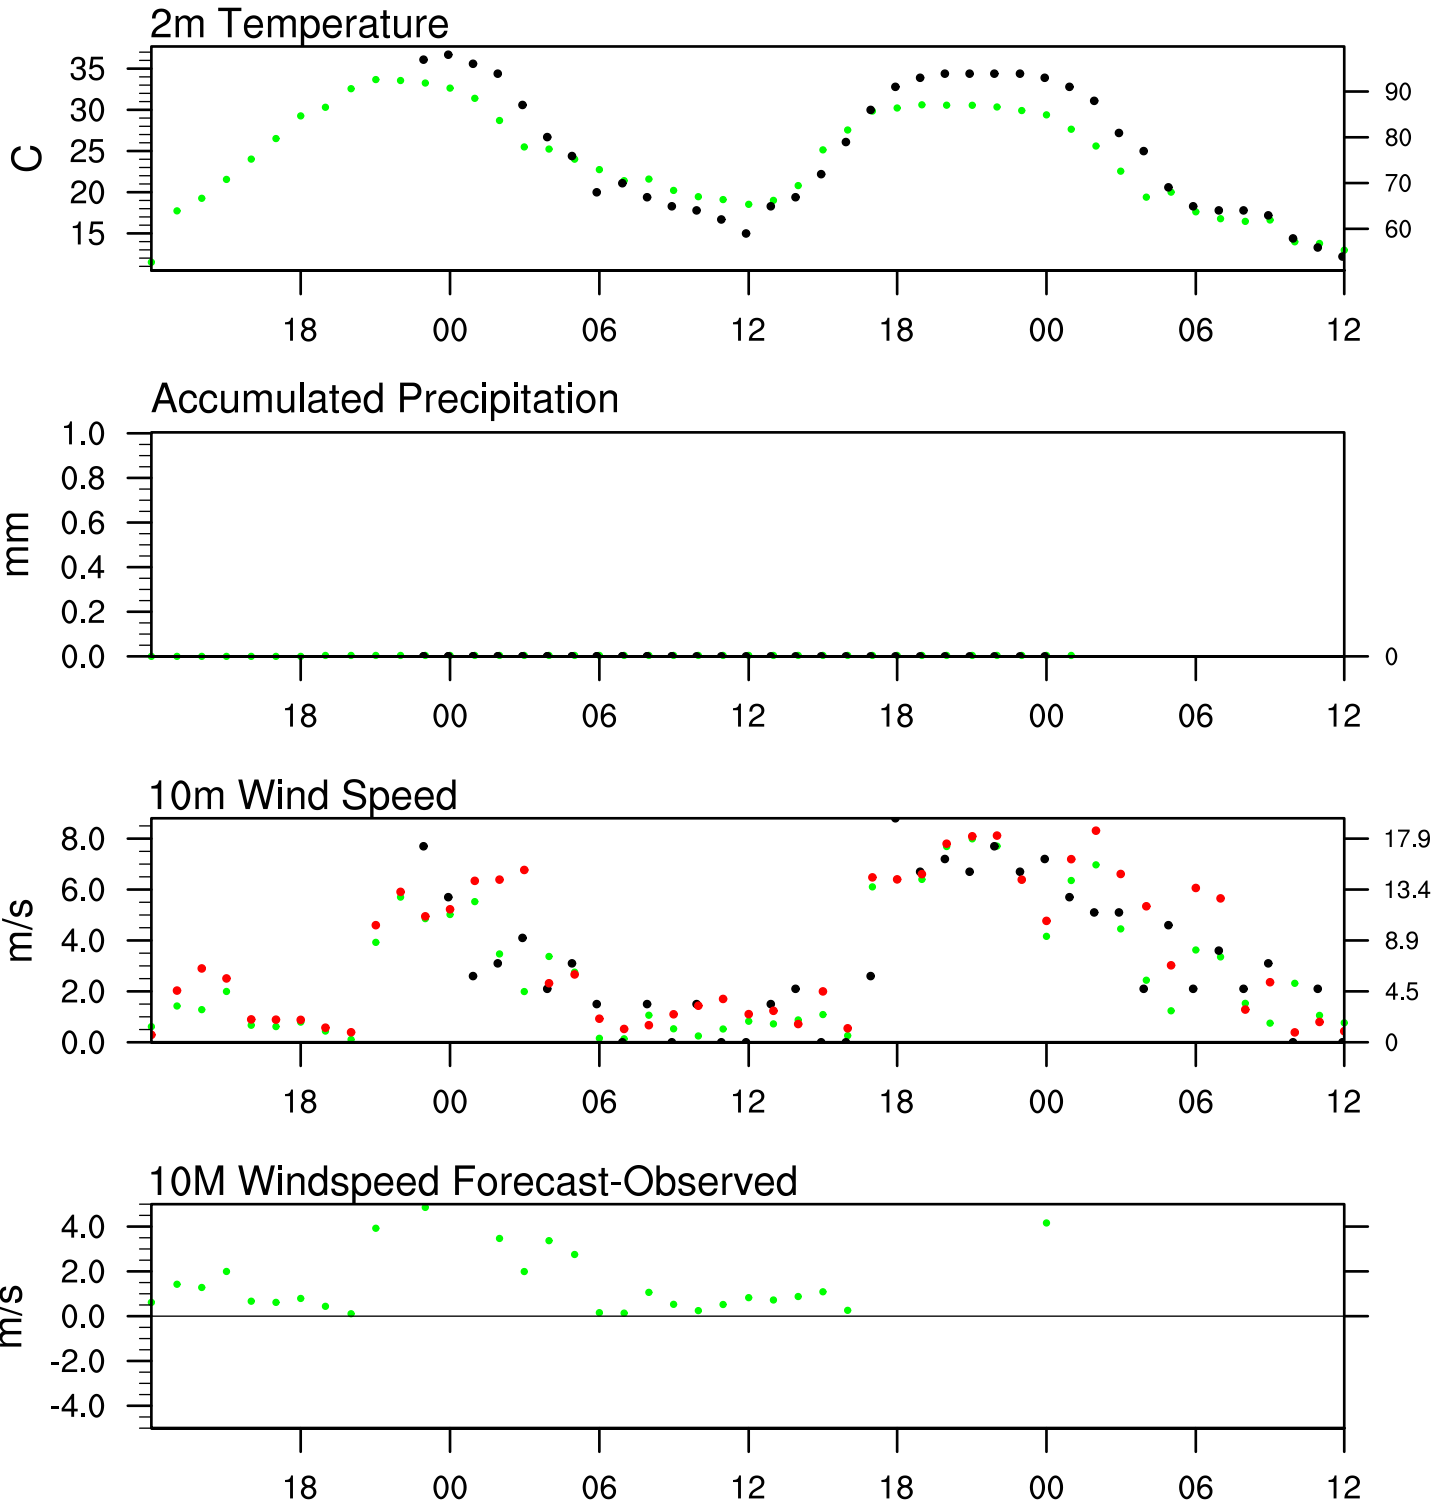 2m Temperature
35
30
25
20
15
C
90
80
70
60
18 00 06 12 18 00 06 12
Accumulated Precipitation
1.0
0.8
0.6
0.4
0.2
0.0
mm
0
18 00 06 12 18 00 06 12
10m Wind Speed
8.0
6.0
4.0
2.0
0.0
m/s
17.9
13.4
8.9
4.5
0
18 00 06 12 18 00 06 12
10M Windspeed Forecast-Observed
4.0
2.0
0.0
-2.0
-4.0
m/s
18 00 06 12 18 00 06 12